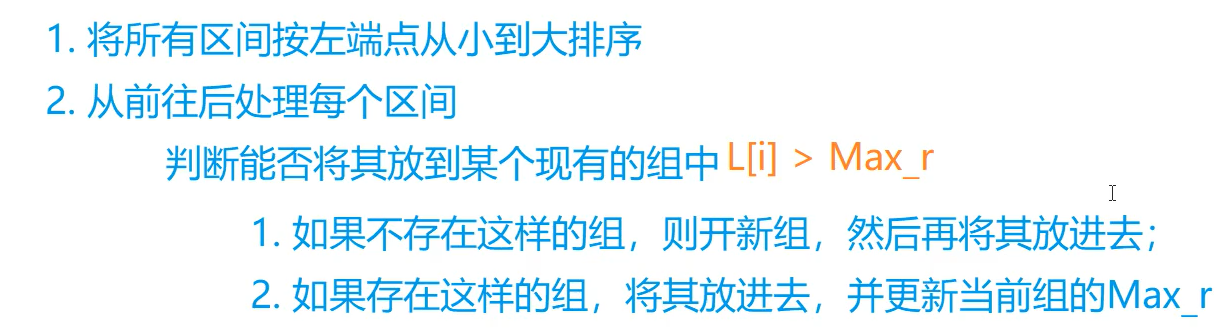 1. 将所有区间按左端点从小到大排序
2. 从前往后处理每个区间
判断能否将其放到某个现有的组中 L[i] > Max_r
1. 如果不存在这样的组，则开新组，然后再将其放进去；
2. 如果存在这样的组，将其放进去，并更新当前组的Max_r